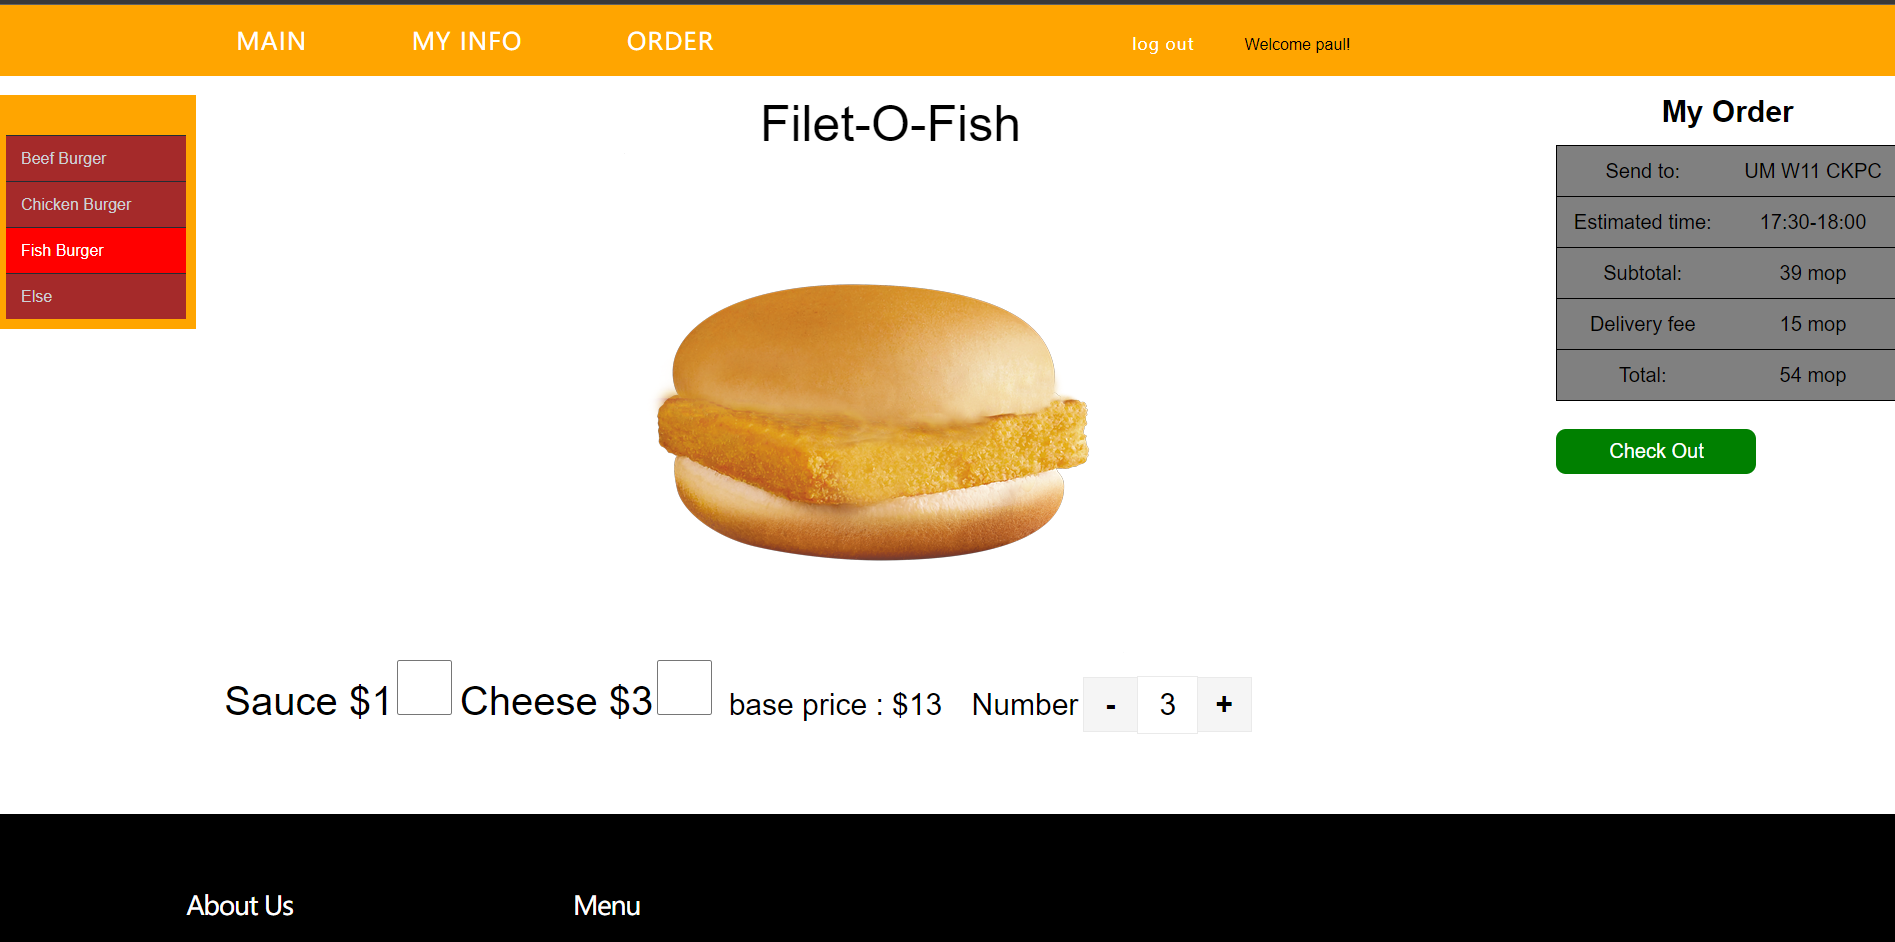 MAIN MY INFO ORDER log out Welcome paul!
Beef Burger
Chicken Burger
Fish Burger
Else
Filet-O-Fish
Sauce $1 Cheese $3 base price : $13 Number - 3 +
My Order
Send to: UM W11 CKPC
Estimated time: 17:30-18:00
Subtotal: 39 mop
Delivery fee 15 mop
Total: 54 mop
Check Out
About Us Menu